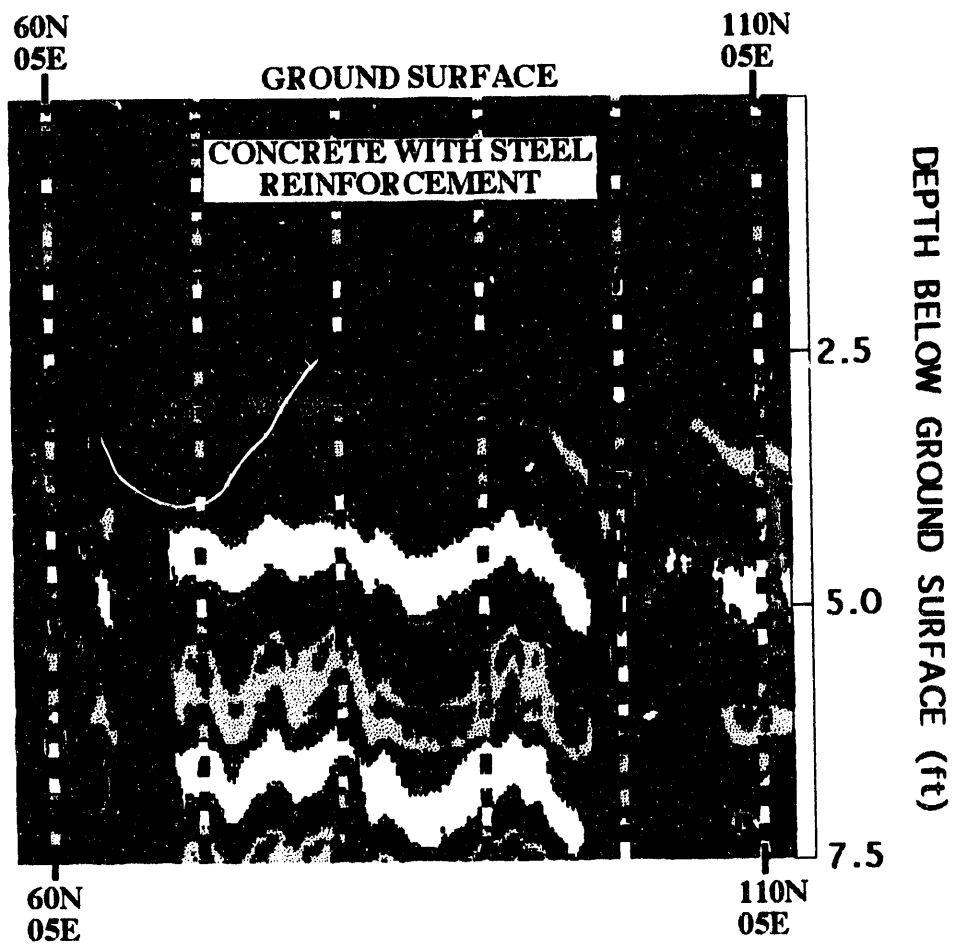 60N
05E
110N
05E
GROUND SURFACE
CONCRETE WITH STEEL
REINFORCEMENT
2.5
5.0
7.5
DEPTH BELOW GROUND SURFACE (ft)
60N
05E
110N
05E